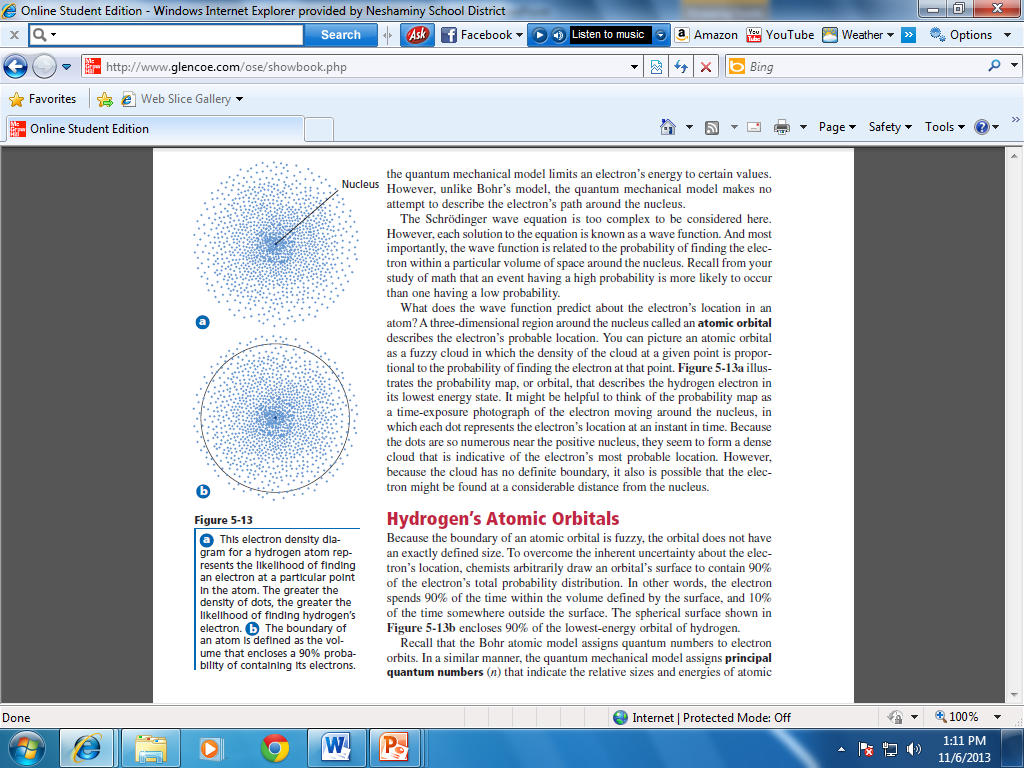 Online Student Edition - Windows Internet Explorer provided by Neshaminy School District
x Search Ask Facebook Listen to music a Amazon You Tube YouTube Weather » Options
Mc Graw Hill http://www.glencoe.com/ose/showbook.php Bing
Favorites Web Slice Gallery
Mc Graw Hill Online Student Edition Page Safety Tools »
Nucleus
a
b
Figure 5-13
a This electron density dia-
gram for a hydrogen atom rep-
resents the likelihood of finding
an electron at a particular point
in the atom. The greater the
density of dots, the greater the
likelihood of finding hydrogen's
electron. b The boundary of
an atom is defined as the vol-
ume that encloses a 90% proba-
bility of containing its electrons.
the quantum mechanical model limits an electron's energy to certain values.
However, unlike Bohr's model, the quantum mechanical model makes no
attempt to describe the electron's path around the nucleus.
The Schrödinger wave equation is too complex to be considered here.
However, each solution to the equation is known as a wave function. And most
importantly, the wave function is related to the probability of finding the elec-
tron within a particular volume of space around the nucleus. Recall from your
study of math that an event having a high probability is more likely to occur
than one having a low probability.
What does the wave function predict about the electron's location in an
atom? A three-dimensional region around the nucleus called an atomic orbital
describes the electron's probable location. You can picture an atomic orbital
as a fuzzy cloud in which the density of the cloud at a given point is propor-
tional to the probability of finding the electron at that point. Figure 5-13a illus-
trates the probability map, or orbital, that describes the hydrogen electron in
its lowest energy state. It might be helpful to think of the probability map as
a time-exposure photograph of the electron moving around the nucleus, in
which each dot represents the electron's location at an instant in time. Because
the dots are so numerous near the positive nucleus, they seem to form a dense
cloud that is indicative of the electron's most probable location. However,
because the cloud has no definite boundary, it also is possible that the elec-
tron might be found at a considerable distance from the nucleus.
Hydrogen's Atomic Orbitals
Because the boundary of an atomic orbital is fuzzy, the orbital does not have
an exactly defined size. To overcome the inherent uncertainty about the elec-
tron's location, chemists arbitrarily draw an orbital's surface to contain 90%
of the electron's total probability distribution. In other words, the electron
spends 90% of the time within the volume defined by the surface, and 10%
of the time somewhere outside the surface. The spherical surface shown in
Figure 5-13b encloses 90% of the lowest-energy orbital of hydrogen.
Recall that the Bohr atomic model assigns quantum numbers to electron
orbits. In a similar manner, the quantum mechanical model assigns principal
quantum numbers (n) that indicate the relative sizes and energies of atomic
Done Internet | Protected Mode: Off 100%
1:11 PM
11/6/2013